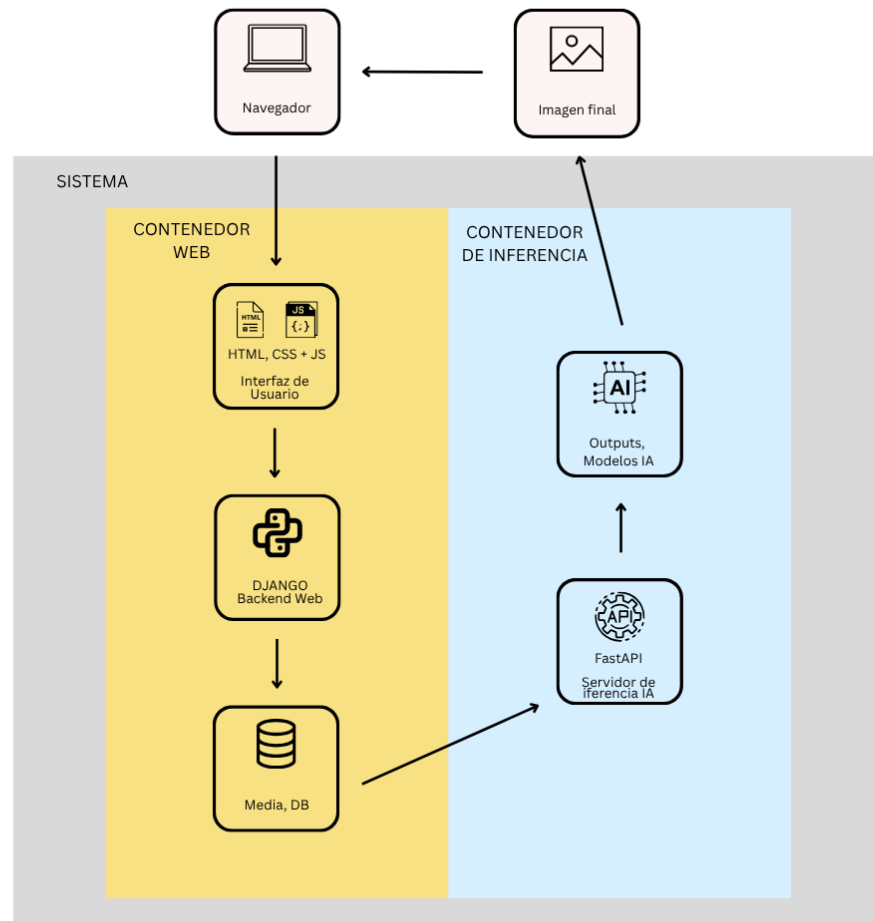 Navegador
Imagen final
SISTEMA
CONTENEDOR
WEB
CONTENEDOR
DE INFERENCIA
HTML
JS
{;}
HTML, CSS + JS
Interfaz de
Usuario
AI
Outputs,
Modelos IA
DJANGO
Backend Web
API
FastAPI
Servidor de
iferencia IA
Media, DB